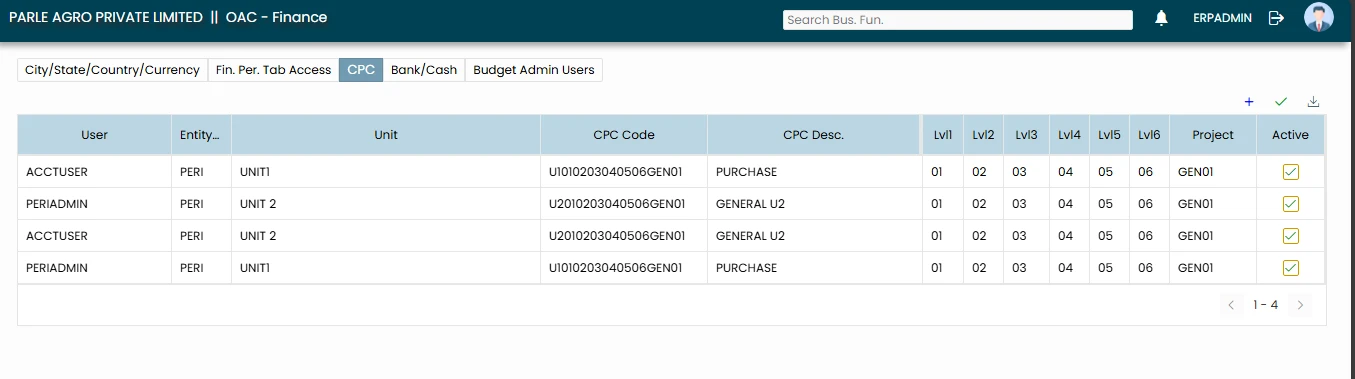 PARLE AGRO PRIVATE LIMITED || OAC - Finance Search Bus. Fun. ERPADMIN
City/State/Country/Currency Fin. Per. Tab Access CPC Bank/Cash Budget Admin Users
User Entity... Unit CPC Code CPC Desc. Lvl1 Lvl2 Lvl3 Lvl4 Lvl5 Lvl6 Project Active
ACCTUSER PERI UNIT1 U1010203040506GEN01 PURCHASE 01 02 03 04 05 06 GEN01
PERIADMIN PERI UNIT 2 U2010203040506GEN01 GENERAL U2 01 02 03 04 05 06 GEN01
ACCTUSER PERI UNIT 2 U2010203040506GEN01 GENERAL U2 01 02 03 04 05 06 GEN01
PERIADMIN PERI UNIT1 U1010203040506GEN01 PURCHASE 01 02 03 04 05 06 GEN01
1 - 4